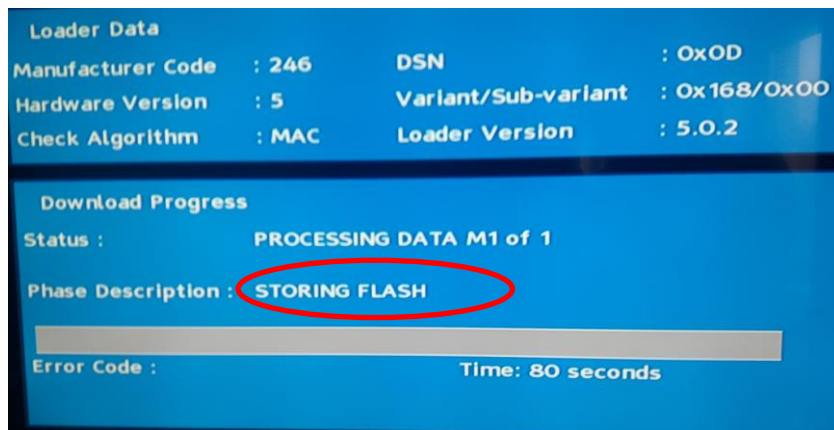 Loader Data
Manufacturer Code : 246 DSN : 0x0D
Hardware Version : 5 Variant/Sub-variant : 0x168/0x00
Check Algorithm : MAC Loader Version : 5.0.2
Download Progress
Status : PROCESSING DATA M1 of 1
Phase Description : STORING FLASH
Error Code : Time: 80 seconds